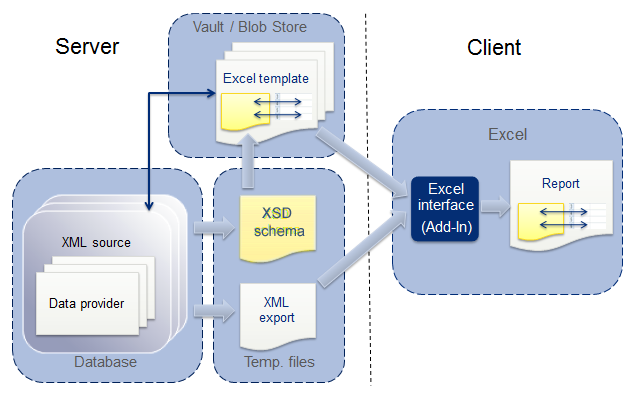 Server
Vault / Blob Store
Excel template
Client
Excel
Excel
interface
(Add-In)
Report
XML source
Data provider
Database
XSD
schema
XML
export
Temp. files